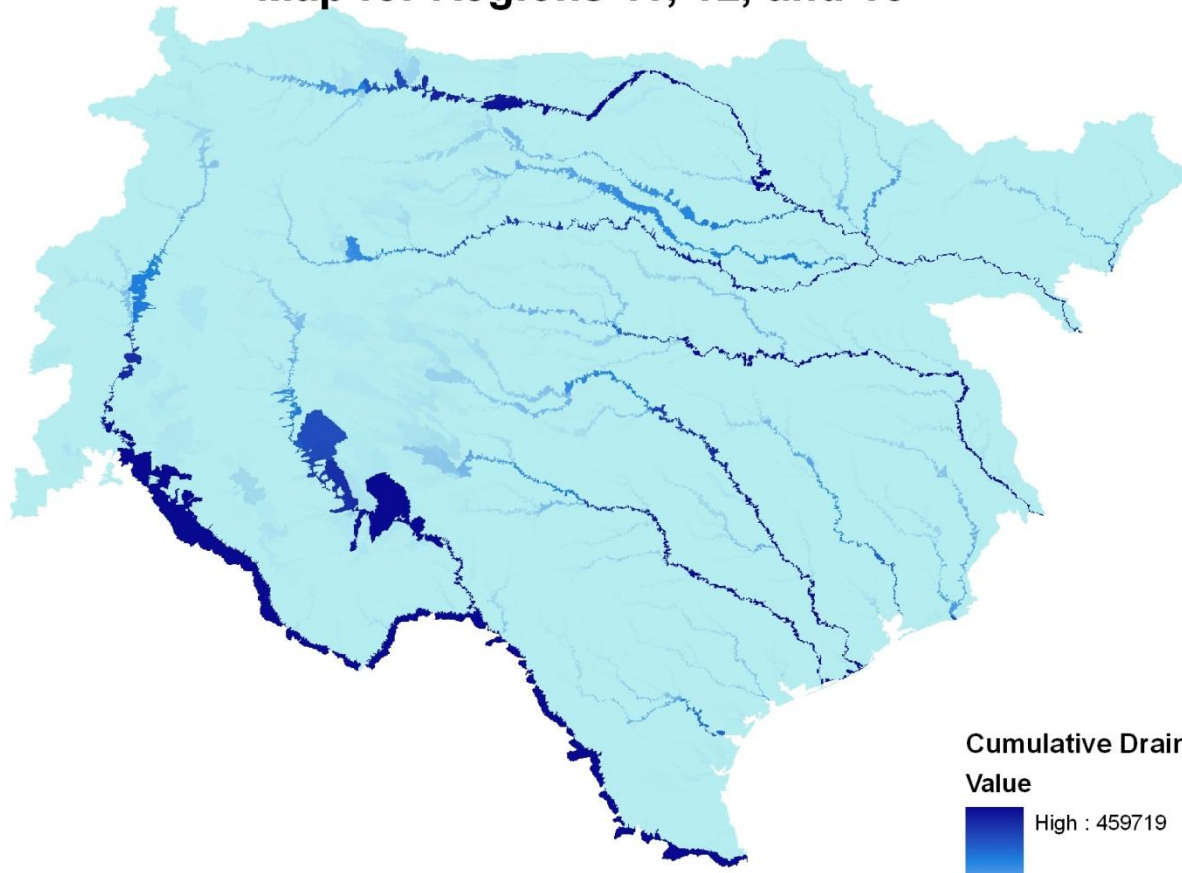 Map for Regions 11, 12, and 13
Cumulative Drain
Value
High : 459719